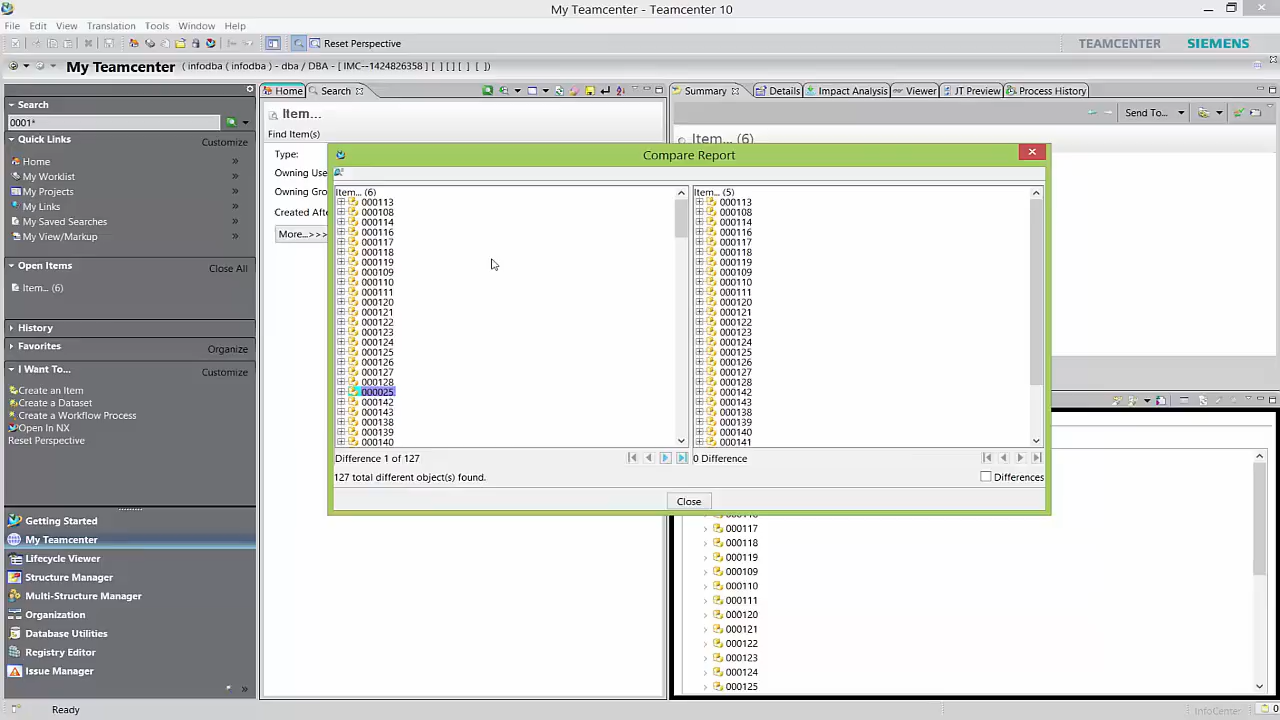 My Teamcenter - Teamcenter 10
File Edit View Translation Tools Window Help
Reset Perspective
TEAMCENTER SIEMENS
My Teamcenter ( infodba ( infodba ) - dba / DBA - [ IMC--1424826358 ] [ ] [ ] [ ] [ ] )
Search
0001*
Quick Links Customize
Home
My Worklist
My Projects
My Links
My Saved Searches
My View/Markup
Open Items Close All
Item... (6)
History
Favorites Organize
I Want To... Customize
Create an Item
Create a Dataset
Create a Workflow Process
Open In NX
Reset Perspective
Getting Started
My Teamcenter
Lifecycle Viewer
Structure Manager
Multi-Structure Manager
Organization
Database Utilities
Registry Editor
Issue Manager
Ready
Home Search
Item...
Find Item(s)
Type:
Owning Use
Owning Gro
Created Afte
More...>>>
Summary Details Impact Analysis Viewer JT Preview Process History
Send To...
Item... (6)
Compare Report
Item... (6)
000113
000108
000114
000116
000117
000118
000119
000109
000110
000111
000120
000121
000122
000123
000124
000125
000126
000127
000128
000025
000142
000143
000138
000139
000140
Difference 1 of 127
127 total different object(s) found.
Item... (5)
000113
000108
000114
000116
000117
000118
000119
000109
000110
000111
000120
000121
000122
000123
000124
000125
000126
000127
000128
000142
000143
000138
000139
000140
000141
0 Difference
Differences
Close
000117
000118
000119
000109
000110
000111
000120
000121
000122
000123
000124
000125
InfoCenter
0